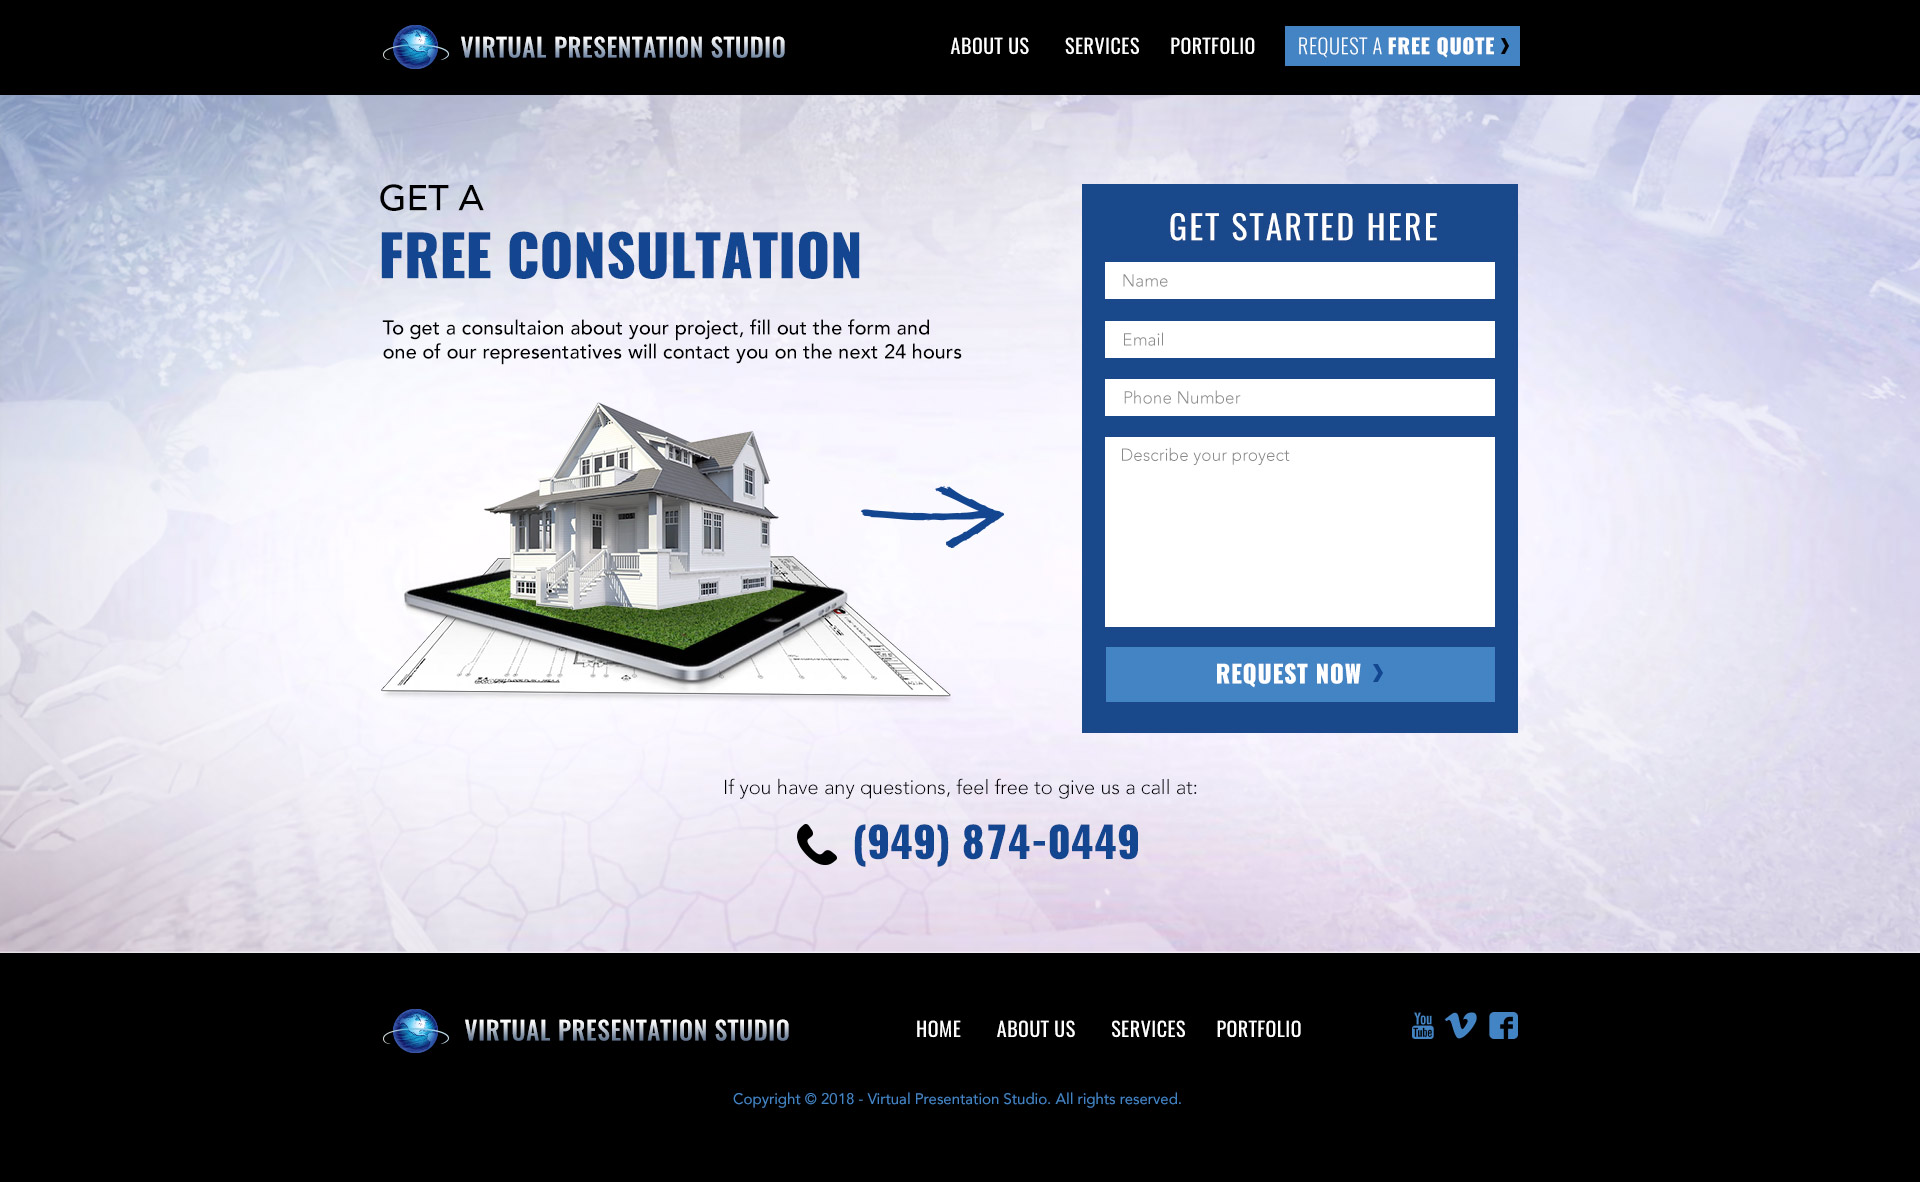 VIRTUAL PRESENTATION STUDIO
ABOUT US
SERVICES
PORTFOLIO
REQUEST A FREE QUOTE
GET A
FREE CONSULTATION
To get a consultaion about your project, fill out the form and
one of our representatives will contact you on the next 24 hours
GET STARTED HERE
Name
Email
Phone Number
Describe your proyect
REQUEST NOW
If you have any questions, feel free to give us a call at:
(949) 874-0449
VIRTUAL PRESENTATION STUDIO
HOME
ABOUT US
SERVICES
PORTFOLIO
You
Tube
Copyright © 2018 - Virtual Presentation Studio. All rights reserved.